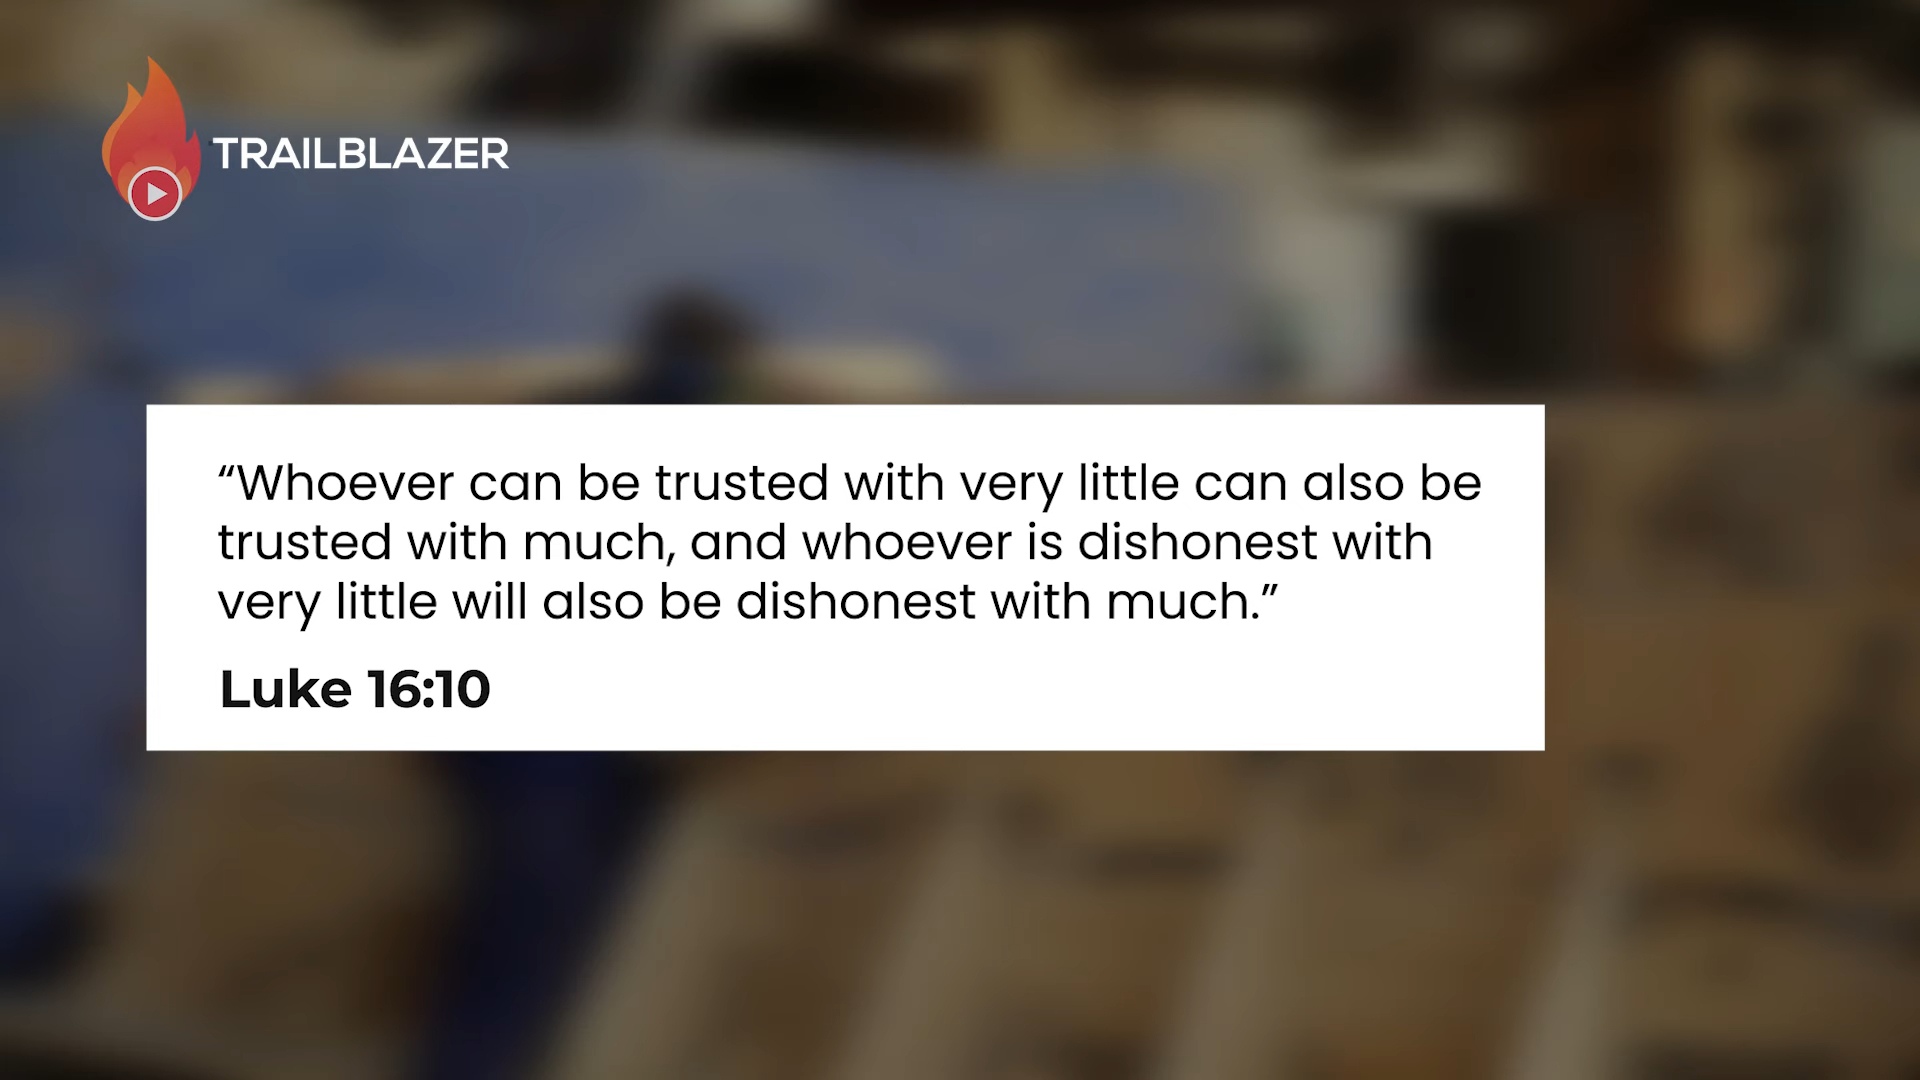 TRAILBLAZER
“Whoever can be trusted with very little can also be
trusted with much, and whoever is dishonest with
very little will also be dishonest with much.”
Luke 16:10